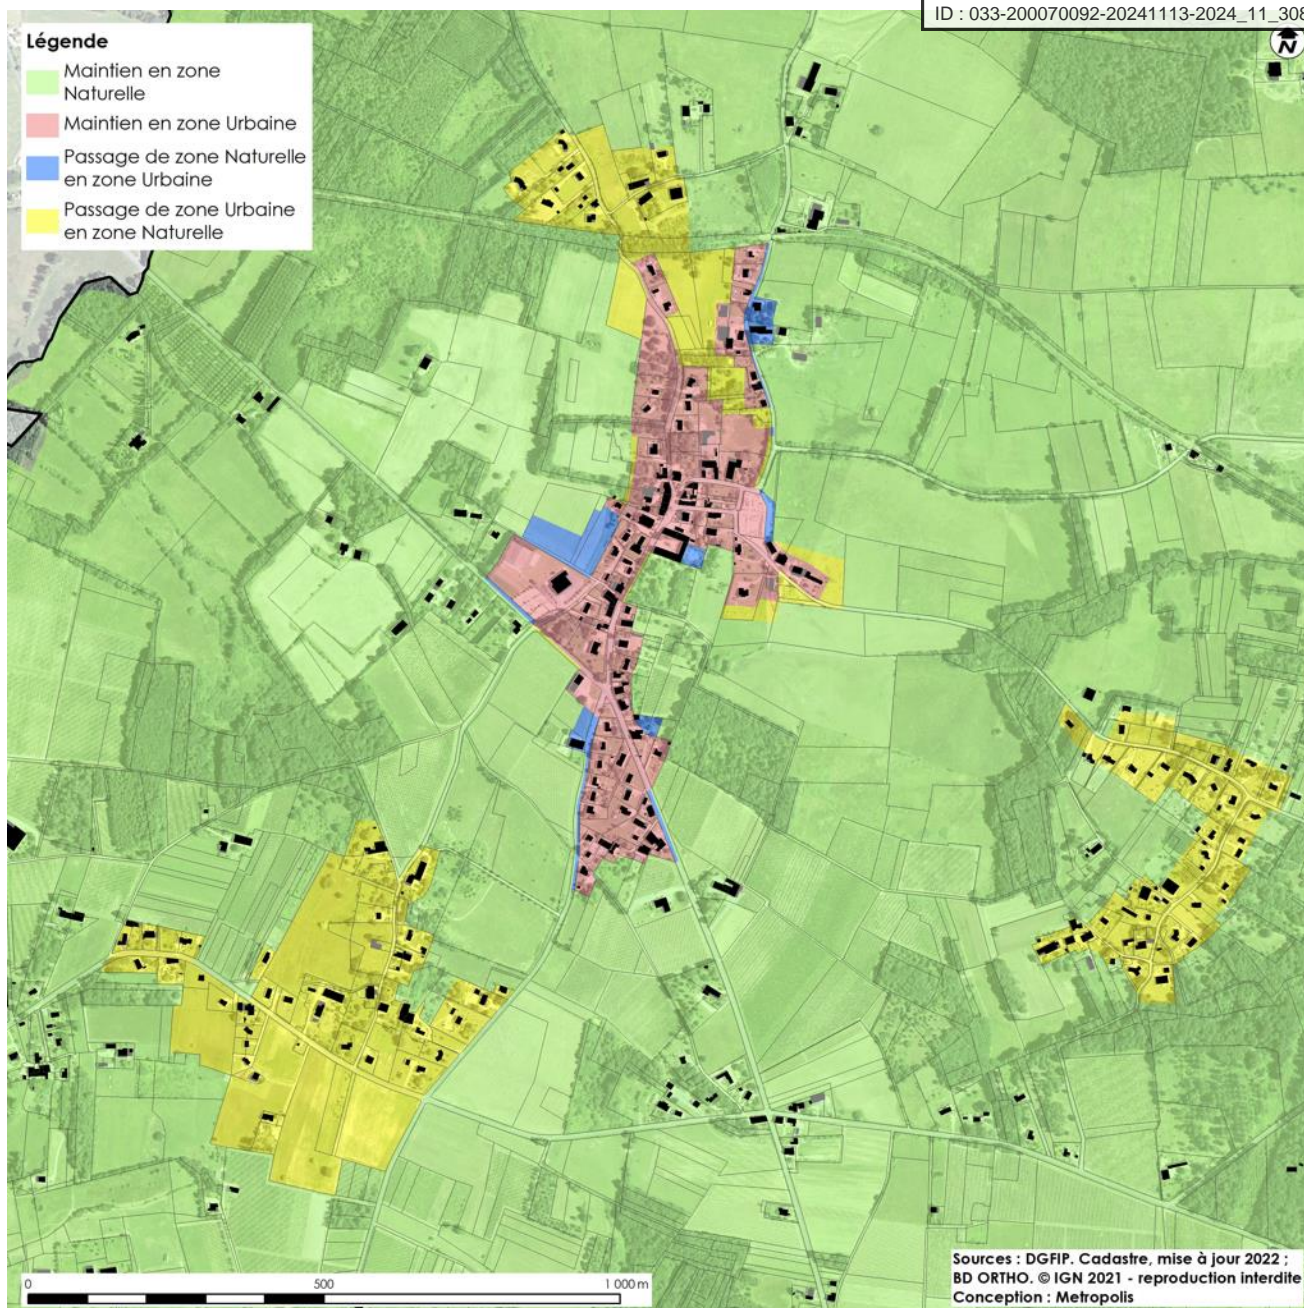 ID : 033-200070092-20241113-2024_11_308
N
Légende
Maintien en zone
Naturelle
Maintien en zone Urbaine
Passage de zone Naturelle
en zone Urbaine
Passage de zone Urbaine
en zone Naturelle
0 500 1 000 m
Sources : DGFIP. Cadastre, mise à jour 2022 ;
BD ORTHO. © IGN 2021 - reproduction interdite
Conception : Metropolis